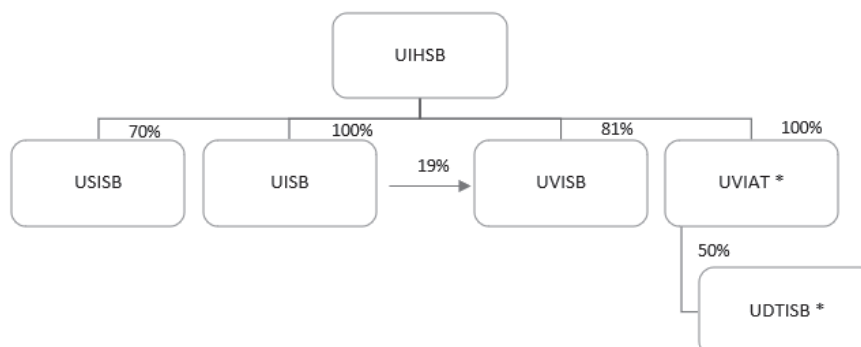 UIHSB
70%
100%
81%
100%
USISB
UISB
19%
UVISB
UVIAT *
50%
UDTISB *